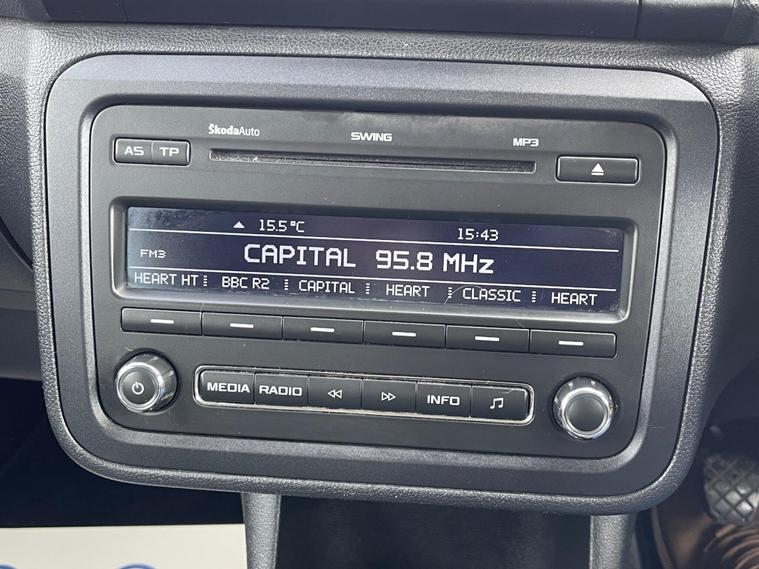 ŠkodaAuto SWING MP3
AS TP
15.5°C 15:43
FM3 CAPITAL 95.8 MHz
HEART HT BBC R2 CAPITAL HEART CLASSIC HEART
MEDIA RADIO INFO